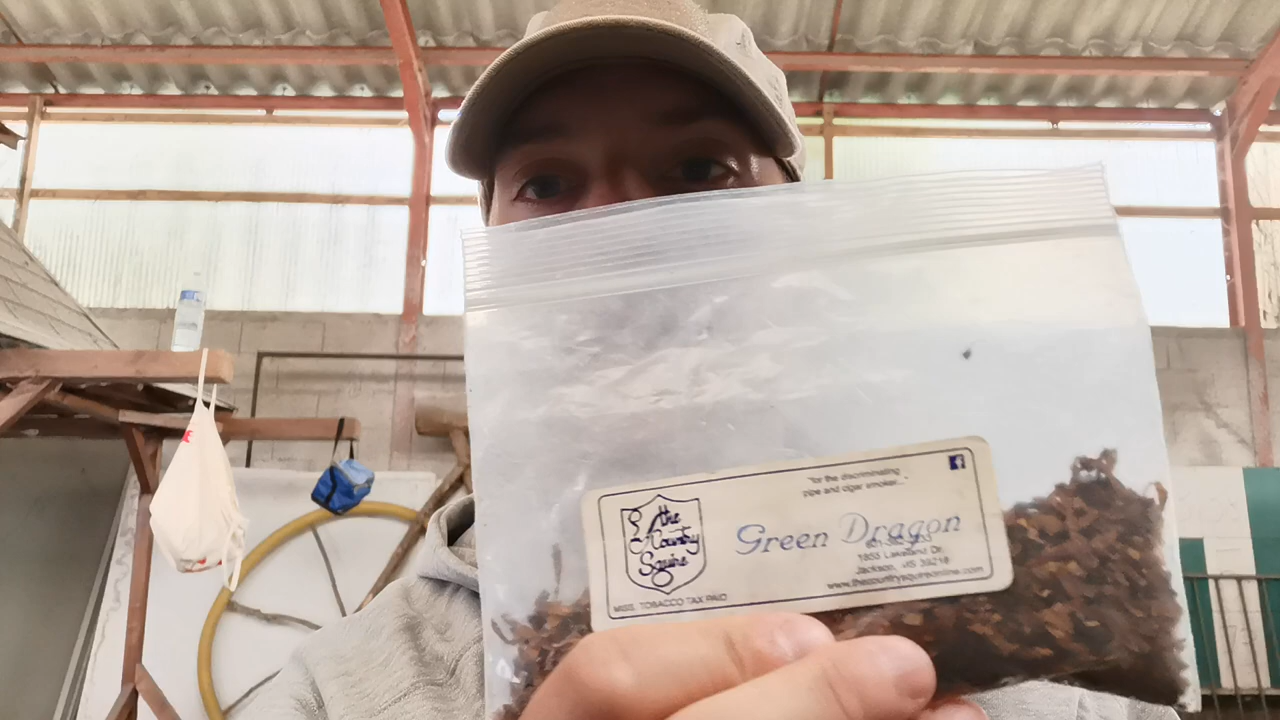 "for the discriminating
pipe and cigar smoker..."
the
Country
Squire
Green Dragon
1855 Lakeland Dr.
Jackson, MS 39216
www.thecountrysquireonline.com
MISS. TOBACCO TAX PAID